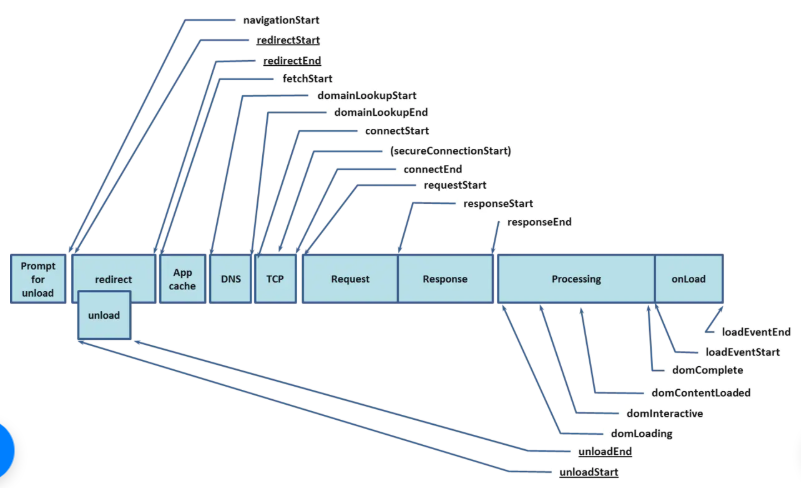 navigationStart
redirectStart
redirectEnd
fetchStart
domainLookupStart
domainLookupEnd
connectStart
(secureConnectionStart)
connectEnd
requestStart
responseStart
responseEnd
Prompt
for
unload
redirect
App
cache
DNS
TCP
Request
Response
Processing
onLoad
unload
loadEventEnd
loadEventStart
domComplete
domContentLoaded
domInteractive
domLoading
unloadEnd
unloadStart